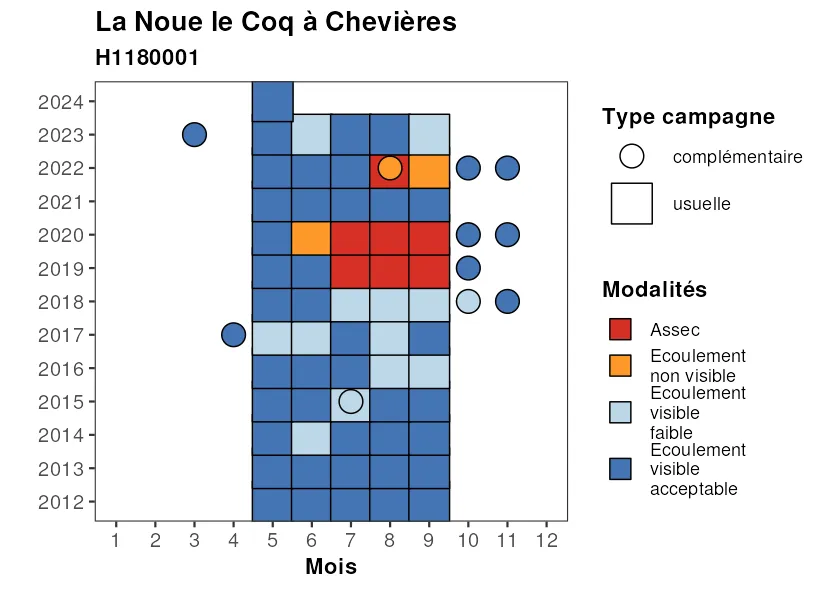 La Noue le Coq à Chevières
H1180001
2024
2023
2022
2021
2020
2019
2018
2017
2016
2015
2014
2013
2012
1 2 3 4 5 6 7 8 9 10 11 12
Mois
Type campagne
complémentaire
usuelle
Modalités
Assec
Ecoulement
non visible
Ecoulement
visible
faible
Ecoulement
visible
acceptable